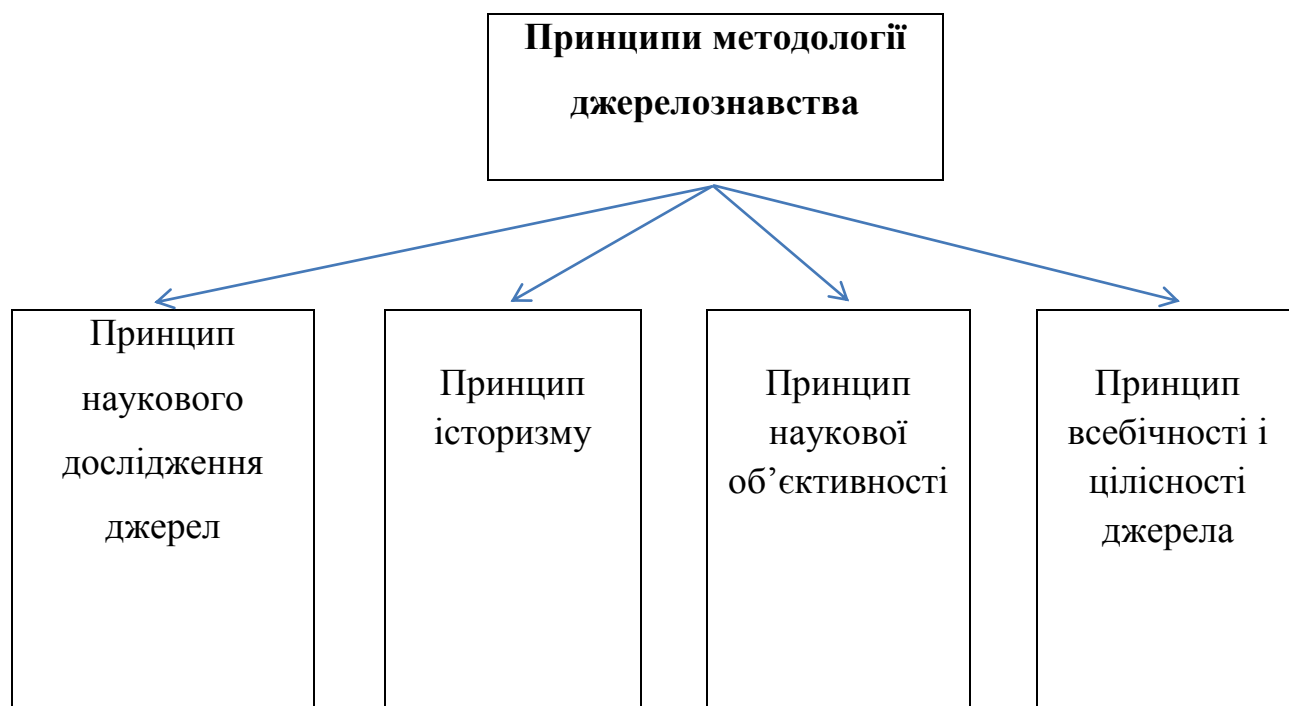 Принципи методології
джерелознавства
Принцип
наукового
дослідження
джерел
Принцип
історизму
Принцип
наукової
об’єктивності
Принцип
всебічності і
цілісності
джерела